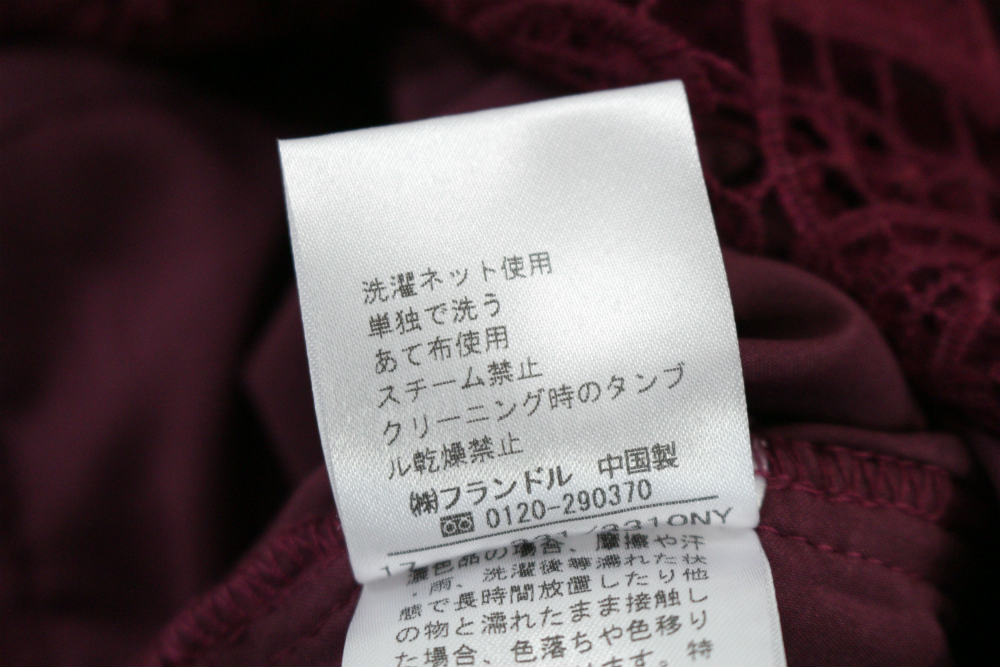 洗濯ネット使用
単独で洗う
あて布使用
スチーム禁止
クリーニング時のタンブ
ル乾燥禁止
㈱フランドル 中国製
0120-290370
濃色品の場合、摩擦や汗
・雨、洗濯後等濡れた状
態で長時間放置したり他
の物と濡れたまま接触し
た場合、色落ちや色移り
ます。特